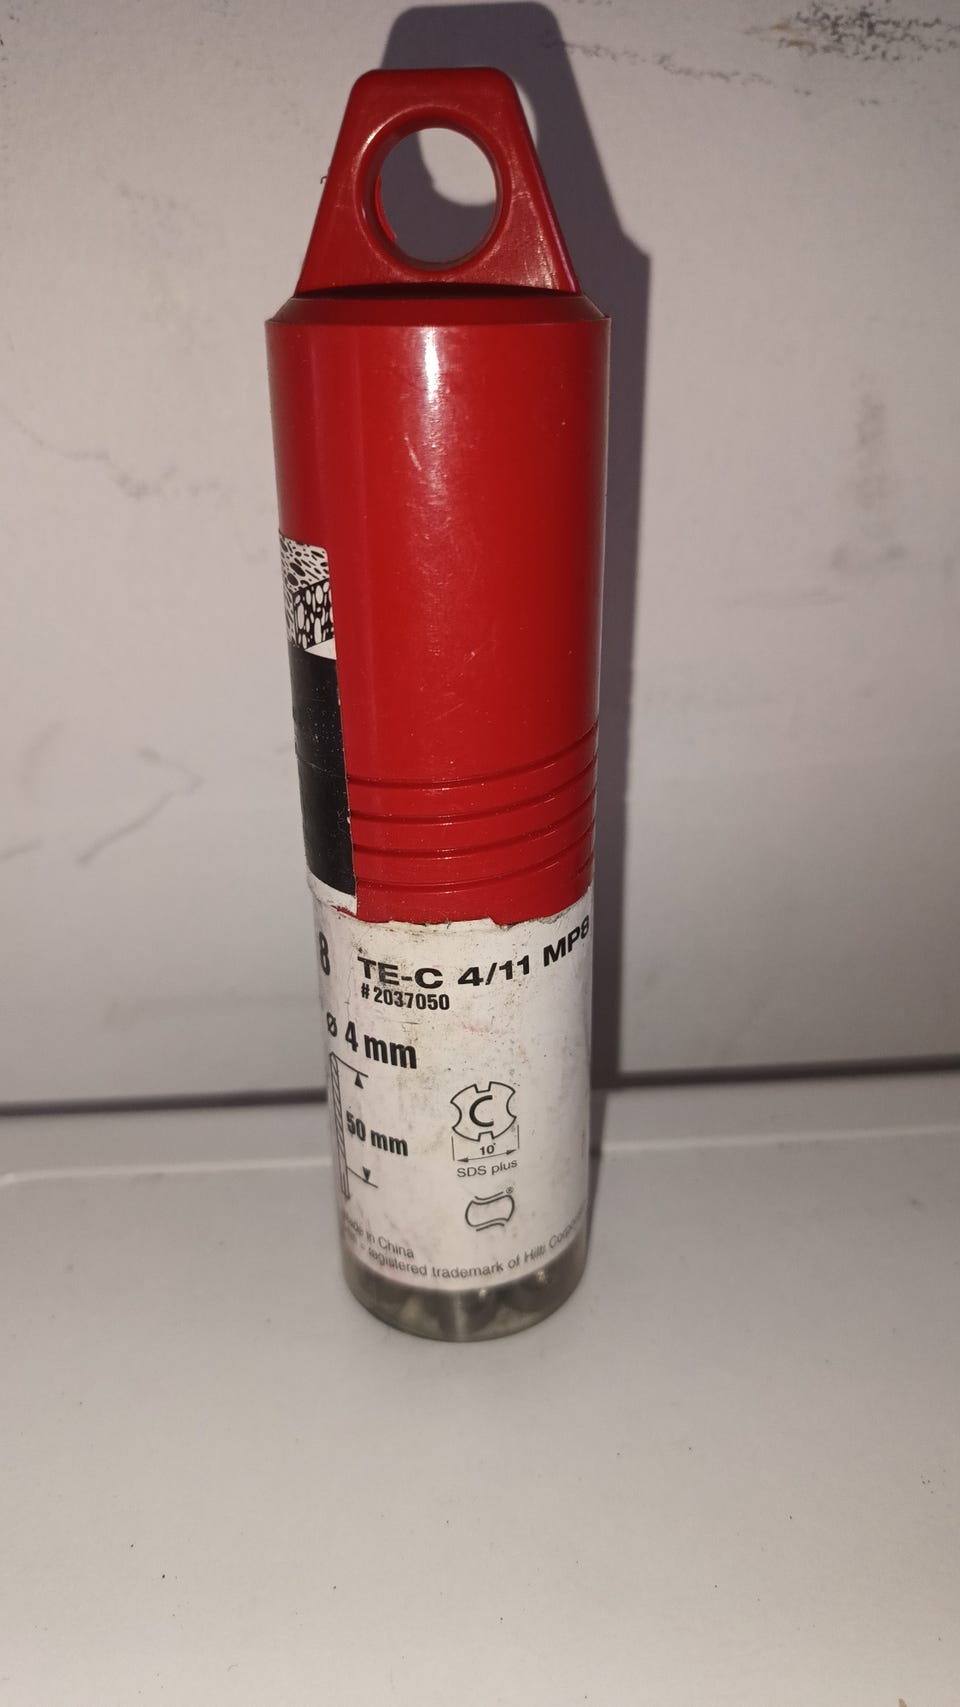 8
TE-C 4/11 MP8
#2037050
ø 4 mm
50 mm
C
10
SDS plus
®
in China
registered trademark of Hilti